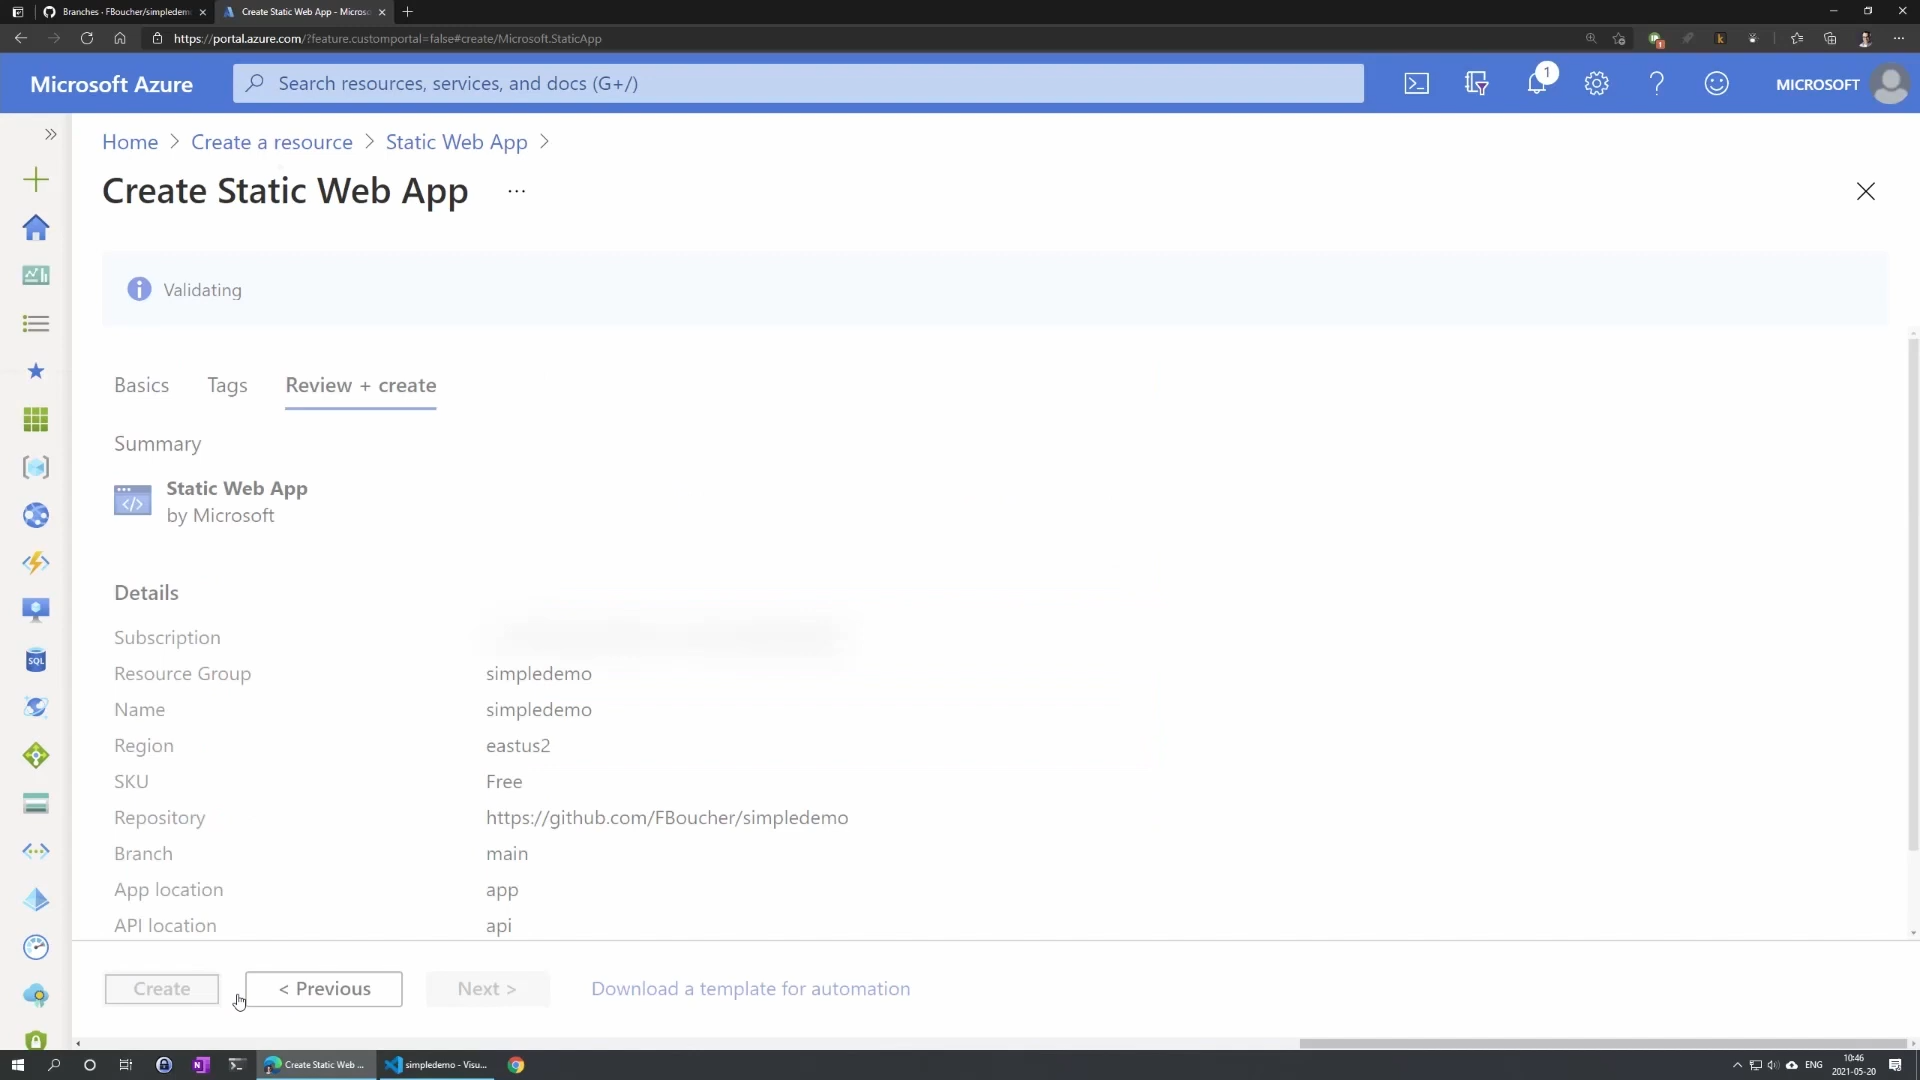 Branches · FBoucher/simpledem
Create Static Web App - Microso
https://portal.azure.com/?feature.customportal=false#create/Microsoft.StaticApp
1
k
Microsoft Azure
Search resources, services, and docs (G+/)
1
MICROSOFT
Home > Create a resource > Static Web App >
Create Static Web App ...
Validating
Basics
Tags
Review + create
Summary
Static Web App
by Microsoft
Details
Subscription
Resource Group
simpledemo
Name
simpledemo
Region
eastus2
SKU
Free
Repository
https://github.com/FBoucher/simpledemo
Branch
main
App location
app
API location
api
SQL
Create
< Previous
Next >
Download a template for automation
Create Static Web ...
simpledemo - Visu...
ENG
10:46
2021-05-20